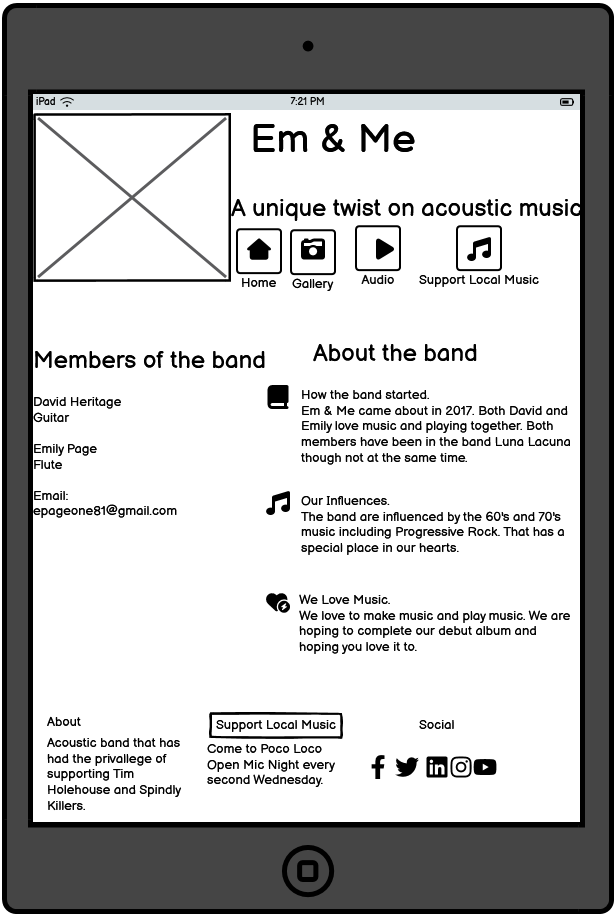 iPad
7:21 PM
Em & Me
A unique twist on acoustic music
Home
Gallery
Audio
Support Local Music
Members of the band
David Heritage
Guitar
Emily Page
Flute
Email:
epageone81@gmail.com
About the band
How the band started.
Em & Me came about in 2017. Both David and
Emily love music and playing together. Both
members have been in the band Luna Lacuna
though not at the same time.
Our Influences.
The band are influenced by the 60's and 70's
music including Progressive Rock. That has a
special place in our hearts.
We Love Music.
We love to make music and play music. We are
hoping to complete our debut album and
hoping you love it to.
About
Acoustic band that has
had the privallege of
supporting Tim
Holehouse and Spindly
Killers.
Support Local Music
Come to Poco Loco
Open Mic Night every
second Wednesday.
Social